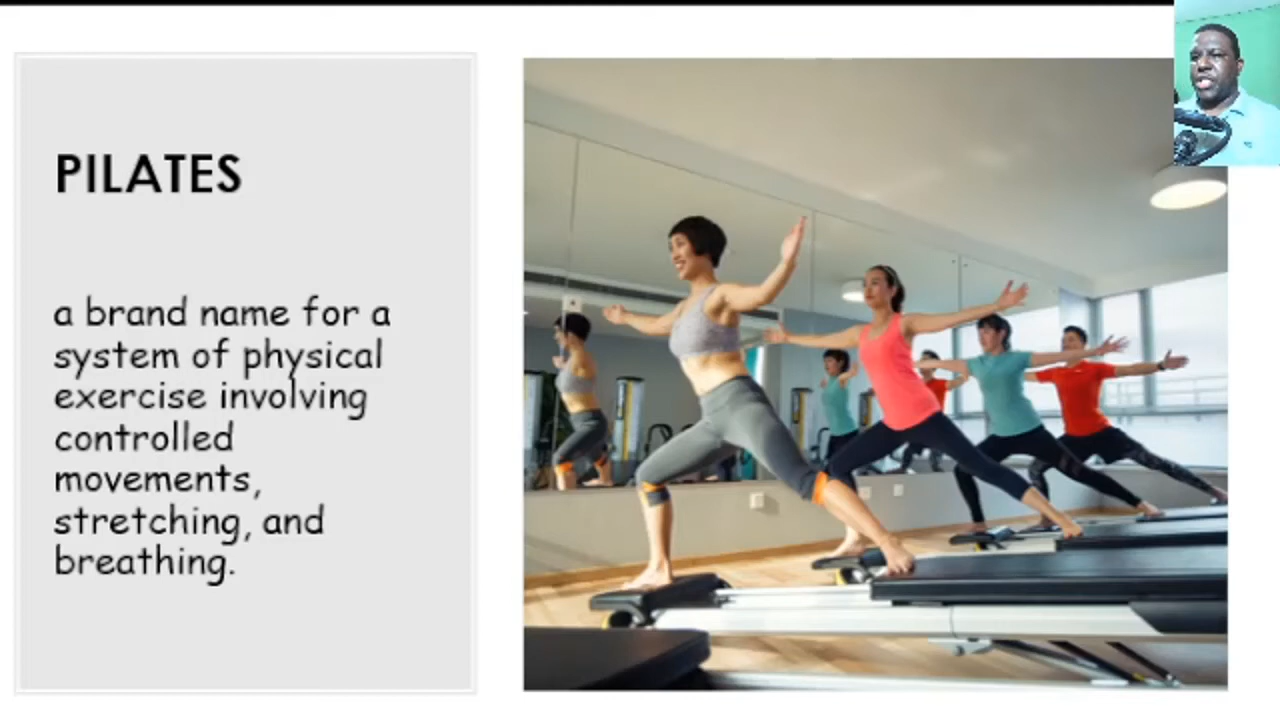 PILATES
a brand name for a
system of physical
exercise involving
controlled
movements,
stretching, and
breathing.